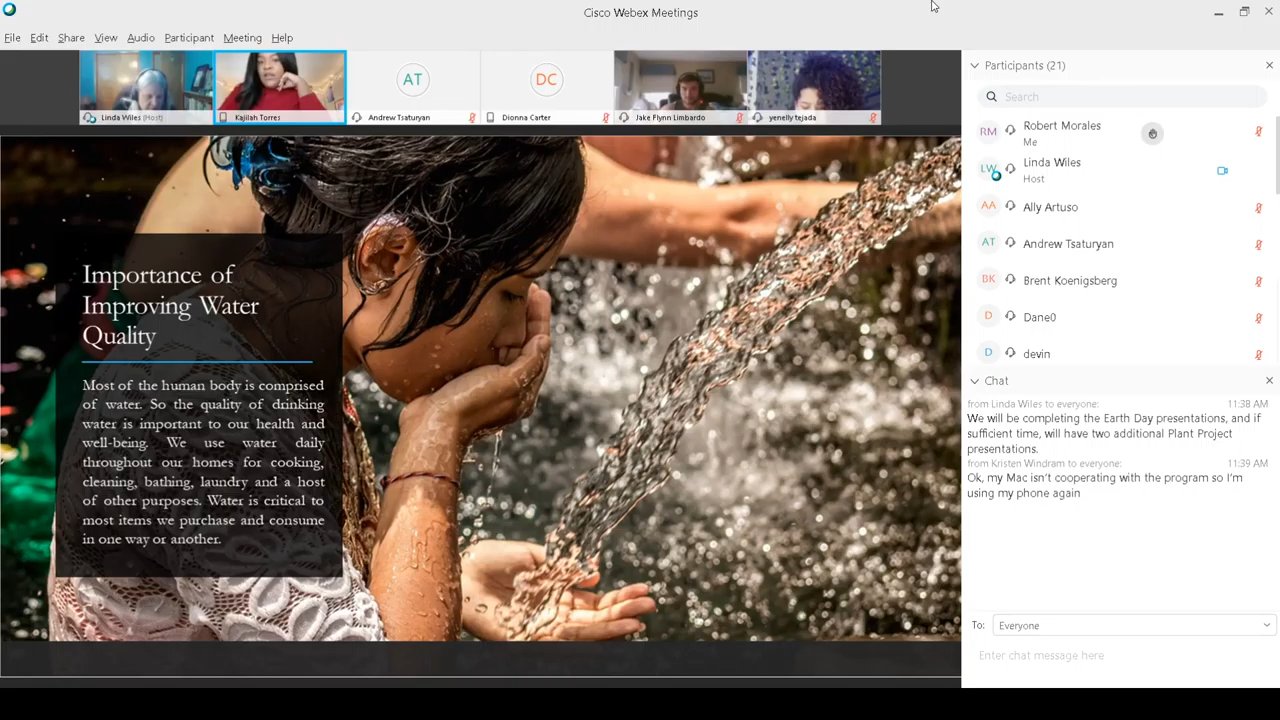 Cisco Webex Meetings
File Edit Share View Audio Participant Meeting Help
Linda Wiles (Host)
Kajilah Torres
AT
Andrew Tsaturyan
DC
Dionna Carter
Jake Flynn Limbardo
yenelly tejada
Importance of
Improving Water
Quality
Most of the human body is comprised
of water. So the quality of drinking
water is important to our health and
well-being. We use water daily
throughout our homes for cooking,
cleaning, bathing, laundry and a host
of other purposes. Water is critical to
most items we purchase and consume
in one way or another.
Participants (21)
Search
RM Robert Morales
Me
LW Linda Wiles
Host
AA Ally Artuso
AT Andrew Tsaturyan
BK Brent Koenigsberg
D Dane0
D devin
Chat
from Linda Wiles to everyone: 11:38 AM
We will be completing the Earth Day presentations, and if
sufficient time, will have two additional Plant Project
presentations.
from Kristen Windram to everyone: 11:39 AM
Ok, my Mac isn't cooperating with the program so I'm
using my phone again
To: Everyone
Enter chat message here